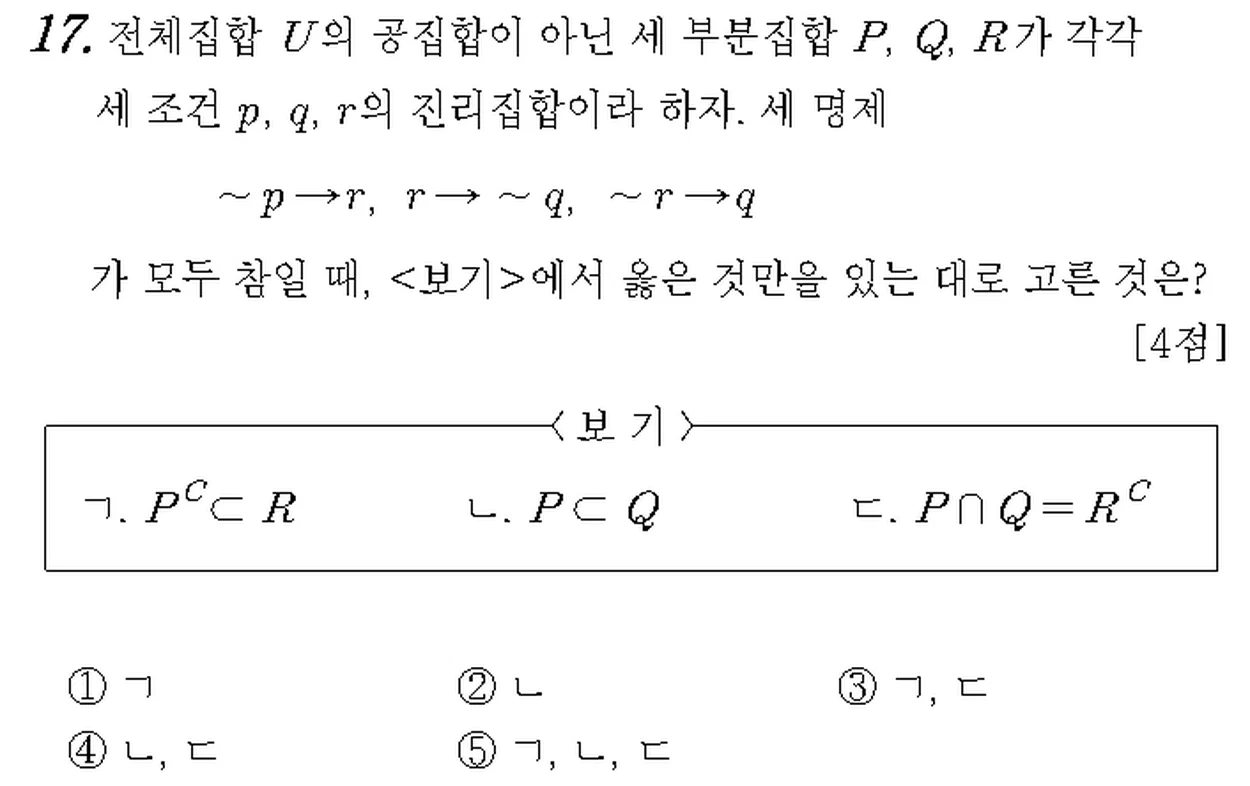 17. 전체집합 U의 공집합이 아닌 세 부분집합 P, Q, R가 각각
세 조건 p, q, r의 진리집합이라 하자. 세 명제
~p→r, r→~q, ~r→q
가 모두 참일 때, <보기>에서 옳은 것만을 있는 대로 고른 것은?
[4점]
<보 기>
ㄱ. P^C⊂R ㄴ. P⊂Q ㄷ. P∩Q=R^C
① ㄱ ② ㄴ ③ ㄱ, ㄷ
④ ㄴ, ㄷ ⑤ ㄱ, ㄴ, ㄷ